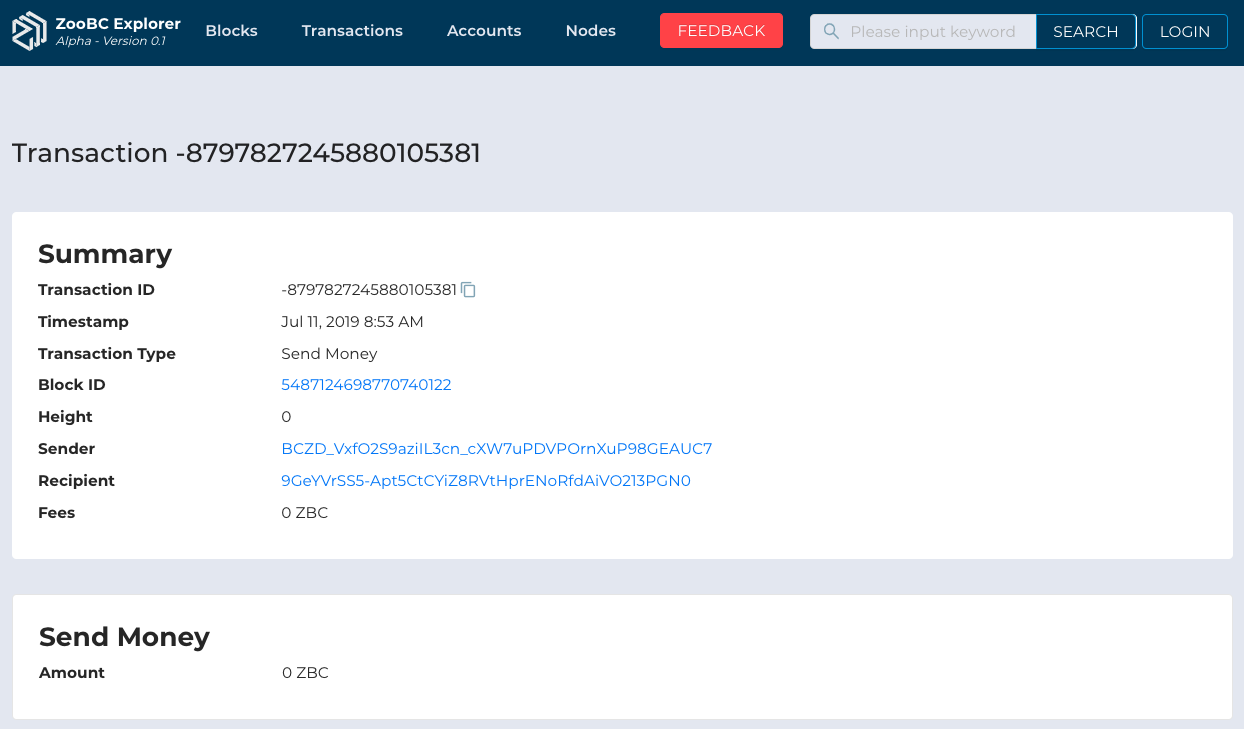 ZooBC Explorer
Alpha - Version 0.1
Blocks
Transactions
Accounts
Nodes
FEEDBACK
Please input keyword
SEARCH
LOGIN
Transaction -8797827245880105381
Summary
Transaction ID -8797827245880105381
Timestamp Jul 11, 2019 8:53 AM
Transaction Type Send Money
Block ID 5487124698770740122
Height 0
Sender BCZD_VxfO2S9aziIL3cn_cXW7uPDVPOrnXuP98GEAUC7
Recipient 9GeYVrSS5-Apt5CtCYiZ8RVtHprENoRfdAiVO213PGN0
Fees 0 ZBC
Send Money
Amount 0 ZBC